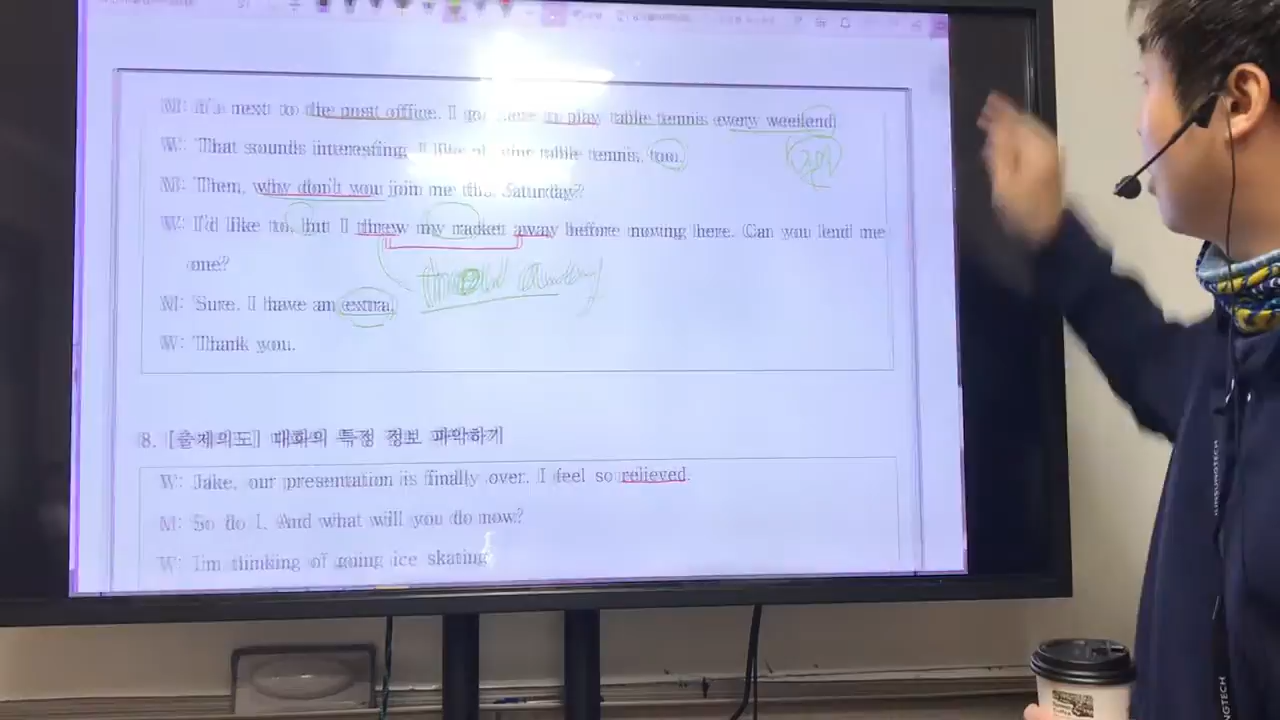 M: It's next to the post office. I go there to play table tennis every weekend.
W: That sounds interesting. I like playing table tennis, too.
M: Then, why don't you join me this Saturday?
W: I'd like to, but I threw my racket away before moving here. Can you lend me
one?
throw away
M: Sure. I have an extra.
W: Thank you.
8. [출제의도] 대화의 특정 정보 파악하기
W: Jake, our presentation is finally over. I feel so relieved.
M: So do I. And what will you do now?
W: I'm thinking of going ice skating
JUNSUNGTECH
NGTECH